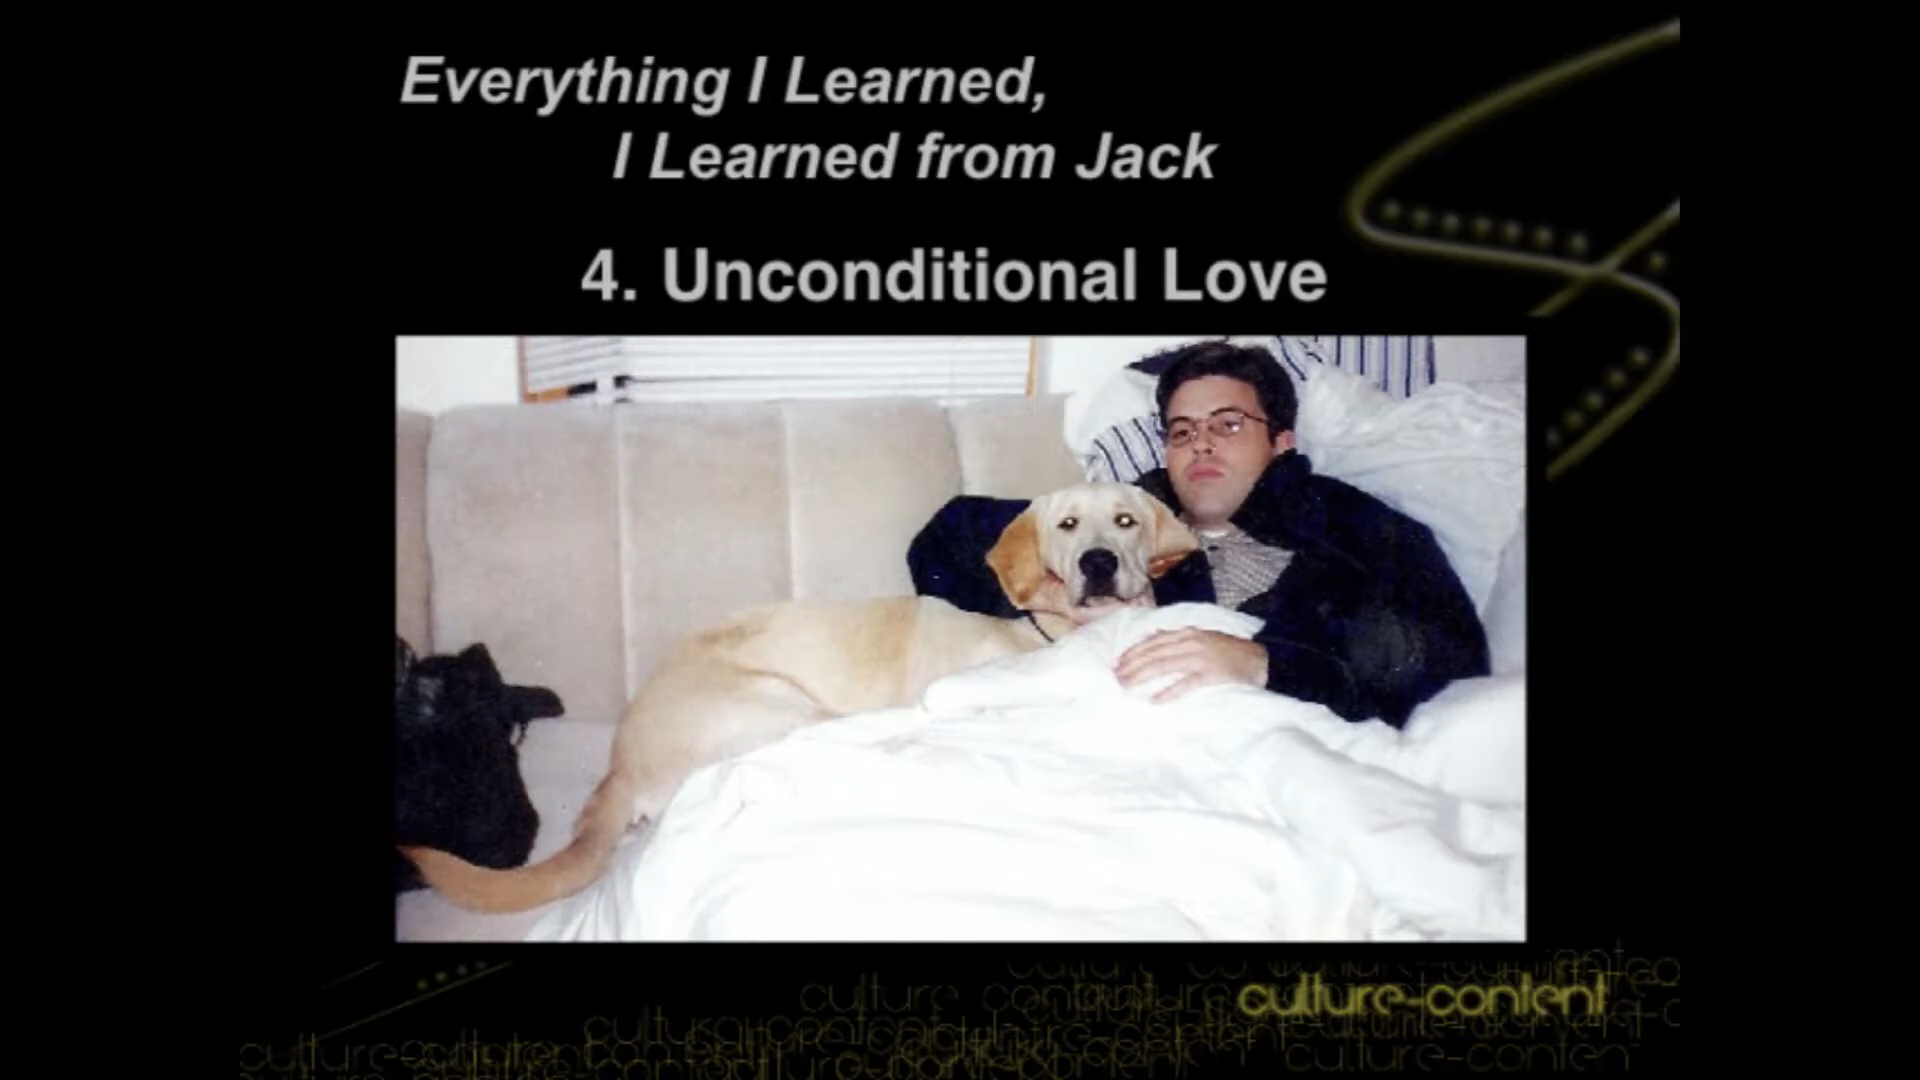 Everything I Learned,
I Learned from Jack
4. Unconditional Love
culture-content